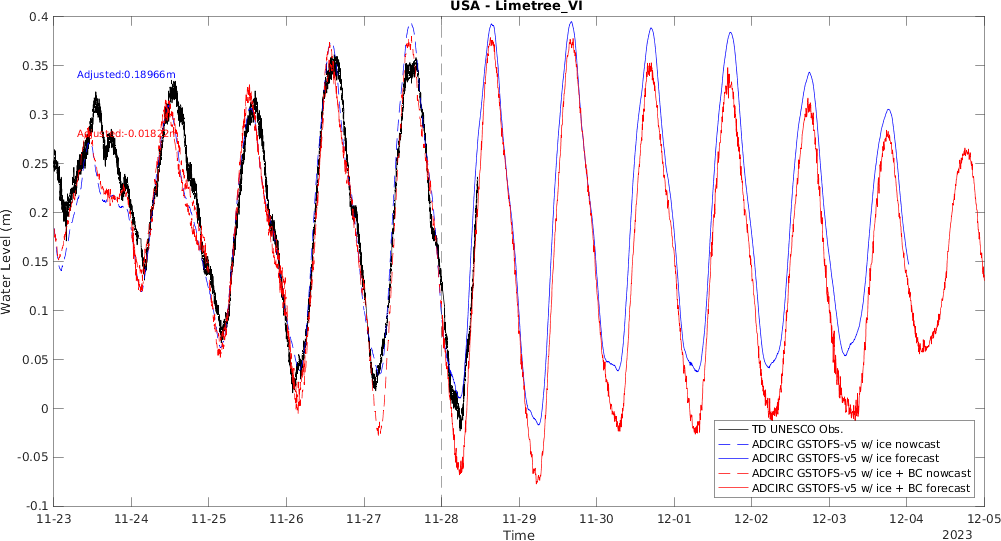 USA - Limetree_VI
0.4
0.35
0.3
0.25
0.2
0.15
0.1
0.05
0
-0.05
-0.1
Water Level (m)
Adjusted:0.18966m
Adjusted:-0.01822m
TD UNESCO Obs.
ADCIRC GSTOFS-v5 w/ ice nowcast
ADCIRC GSTOFS-v5 w/ ice forecast
ADCIRC GSTOFS-v5 w/ ice + BC nowcast
ADCIRC GSTOFS-v5 w/ ice + BC forecast
11-23 11-24 11-25 11-26 11-27 11-28 11-29 11-30 12-01 12-02 12-03 12-04 12-05
Time
2023